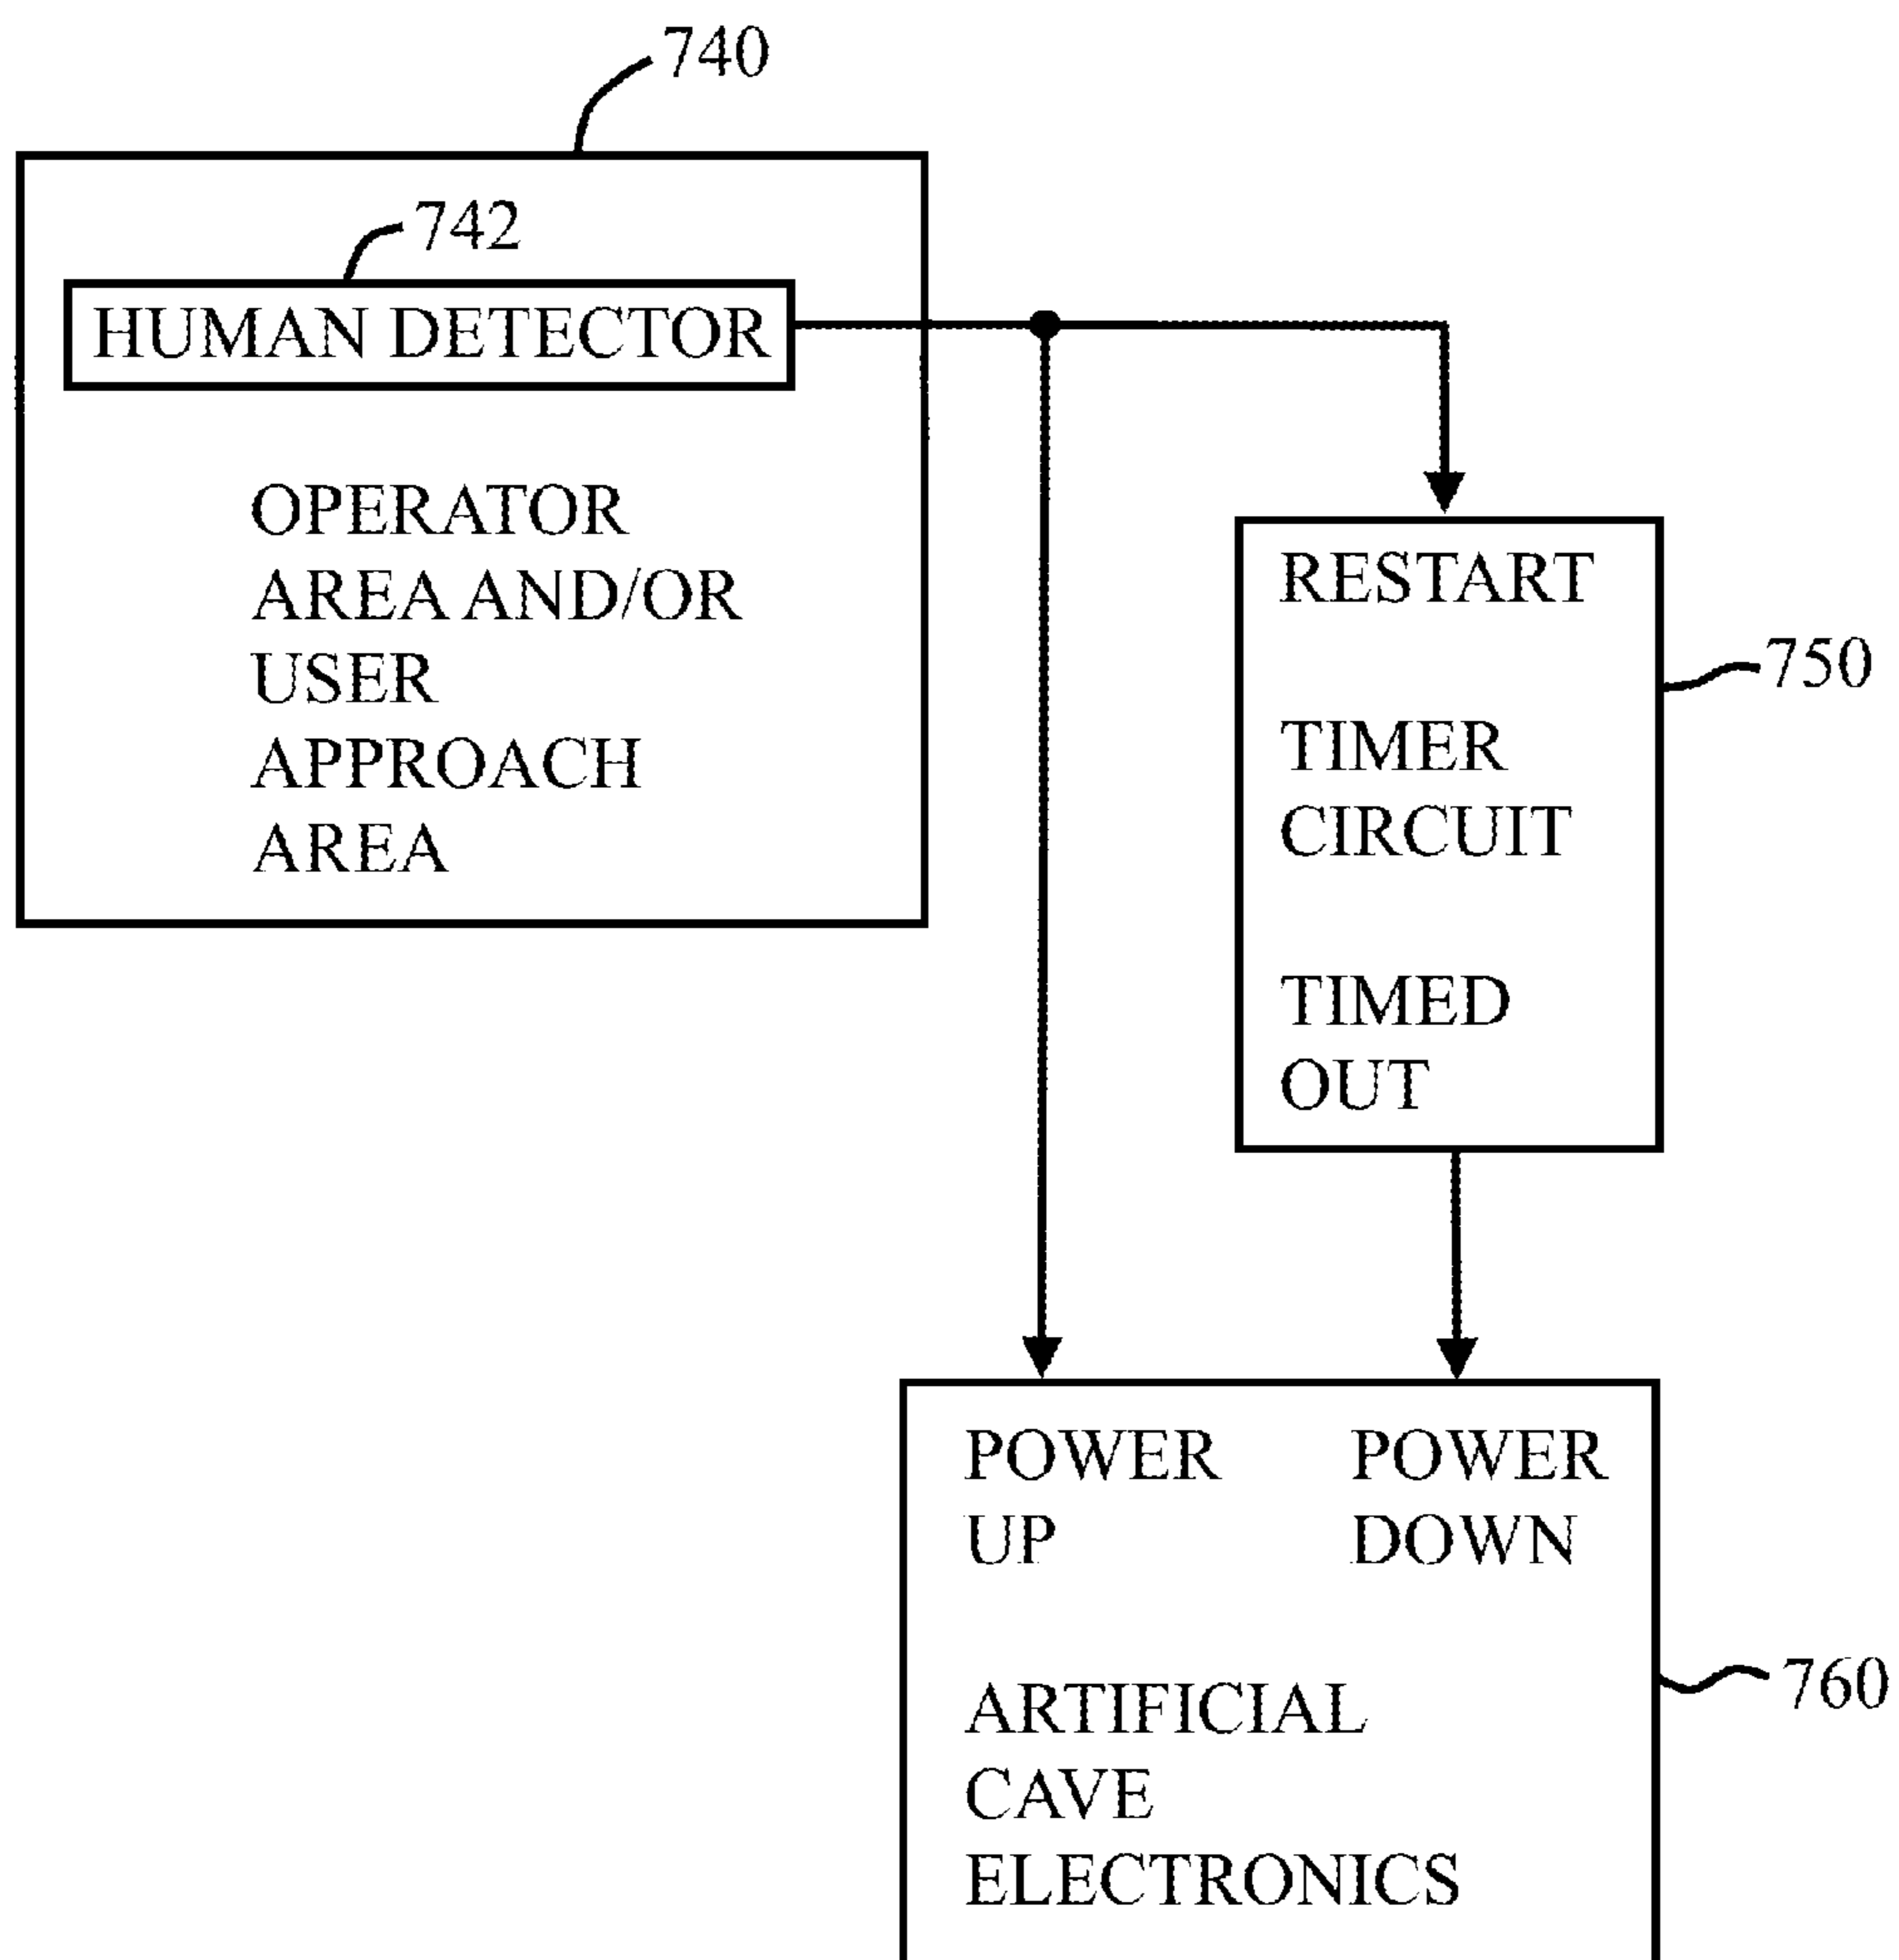 740
742
HUMAN DETECTOR
OPERATOR
AREA AND/OR
USER
APPROACH
AREA
RESTART
750
TIMER
CIRCUIT
TIMED
OUT
POWER UP
POWER DOWN
760
ARTIFICIAL
CAVE
ELECTRONICS